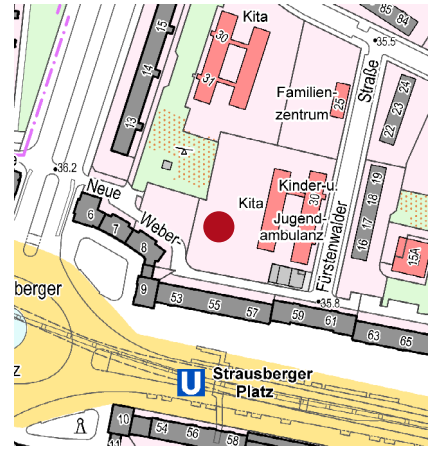 85
84
Kita
15
30
35.5
14
31
Straße
Familien-
zentrum
25
24
23
22
13
36.2
Neue
Weber-
Kita
Kinder-u.
30
Jugend-
ambulanz
Fürstenwalder
19
18
17
16
15A
6
7
8
9
53
55
57
59
61
35.8
63
65
berger
z
U
Strausberger
Platz
10
54
56
58
11